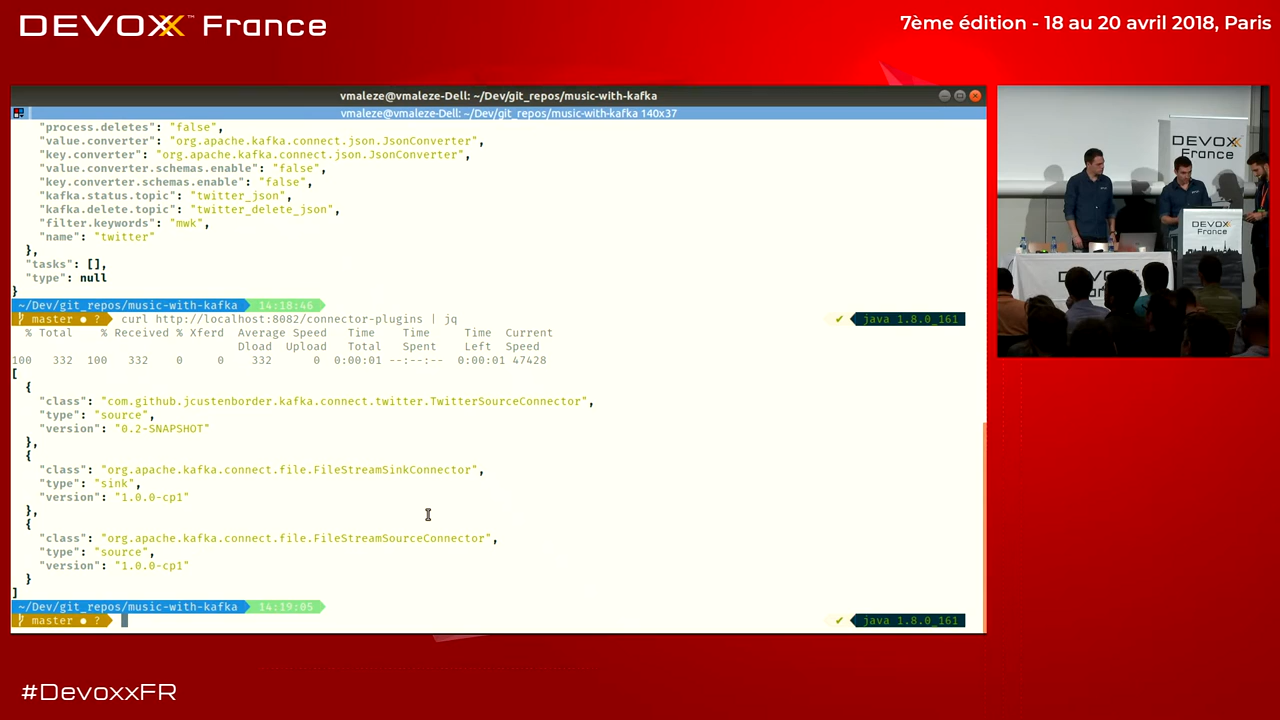 DEVOXX™ France
7ème édition - 18 au 20 avril 2018, Paris
vmaleze@vmaleze-Dell: ~/Dev/git_repos/music-with-kafka
vmaleze@vmaleze-Dell: ~/Dev/git_repos/music-with-kafka 140x37
"process.deletes": "false",
"value.converter": "org.apache.kafka.connect.json.JsonConverter",
"key.converter": "org.apache.kafka.connect.json.JsonConverter",
"value.converter.schemas.enable": "false",
"key.converter.schemas.enable": "false",
"kafka.status.topic": "twitter_json",
"kafka.delete.topic": "twitter_delete_json",
"filter.keywords": "mwk",
"name": "twitter"
},
"tasks": [],
"type": null
}
~/Dev/git_repos/music-with-kafka 14:18:46
master ● ? curl http://localhost:8082/connector-plugins | jq ✔ java 1.8.0_161
% Total % Received % Xferd Average Speed Time Time Time Current
Dload Upload Total Spent Left Speed
100 332 100 332 0 0 332 0 0:00:01 --:--:-- 0:00:01 47428
[
{
"class": "com.github.jcustenborder.kafka.connect.twitter.TwitterSourceConnector",
"type": "source",
"version": "0.2-SNAPSHOT"
},
{
"class": "org.apache.kafka.connect.file.FileStreamSinkConnector",
"type": "sink",
"version": "1.0.0-cp1"
},
{
"class": "org.apache.kafka.connect.file.FileStreamSourceConnector",
"type": "source",
"version": "1.0.0-cp1"
}
]
~/Dev/git_repos/music-with-kafka 14:19:05
master ● ? ✔ java 1.8.0_161
DEVOXX
France
DEVOXX
France
DEVOXX
#DevoxxFR